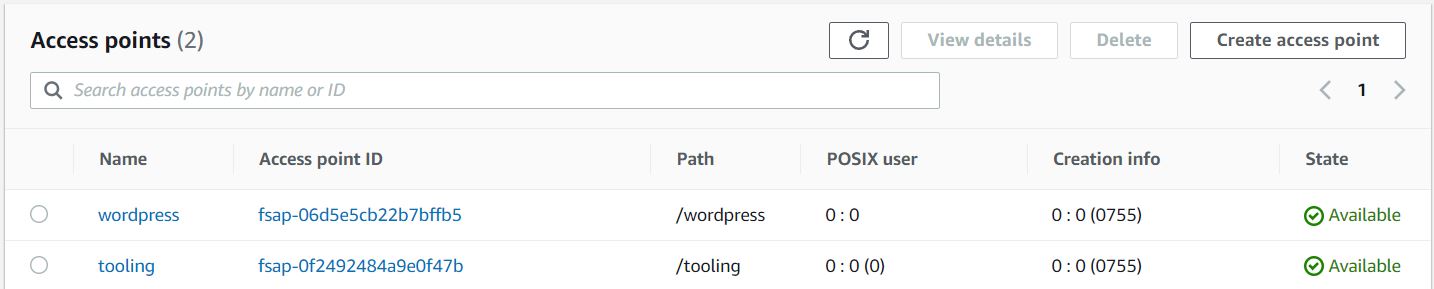 Access points (2)
View details
Delete
Create access point
Search access points by name or ID
1
Name Access point ID Path POSIX user Creation info State
wordpress fsap-06d5e5cb22b7bffb5 /wordpress 0 : 0 0 : 0 (0755) Available
tooling fsap-0f2492484a9e0f47b /tooling 0 : 0 (0) 0 : 0 (0755) Available